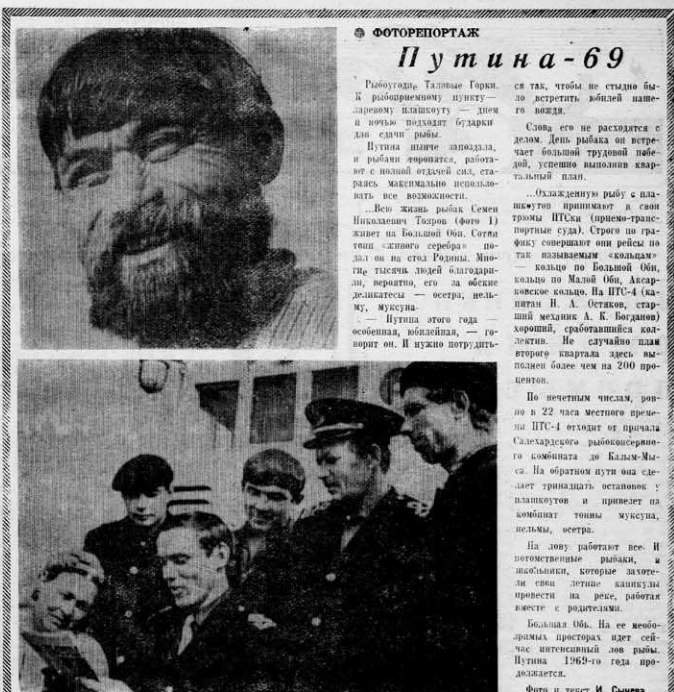 ФОТОРЕПОРТАЖ
Путина-69
Рыбоугодие Таловые Горки.
К рыбоприемному пункту —
ларевому плашкоуту — днем
и ночью подходят бударки
для сдачи рыбы.
Путина нынче запоздала,
и рыбаки торопятся, работа-
ют с полной отдачей сил, ста-
раясь максимально использо-
вать все возможности.
...Всю жизнь рыбак Семен
Николаевич Тояров (фото 1)
живет на Большой Оби. Сотни
тонн «живого серебра» по-
дал он на стол Родины. Мно-
гие тысячи людей благодари-
ли, вероятно, его за обские
деликатесы — осетра, нель-
му, муксуна.
— Путина этого года —
особенная, юбилейная, — го-
ворит он. И нужно потрудить-
ся так, чтобы не стыдно бы-
ло встретить юбилей наше-
го вождя.
Слова его не расходятся с
делом. День рыбака он встре-
чает большой трудовой побе-
дой, успешно выполнив квар-
тальный план.
...Охлажденную рыбу с пла-
шкоутов принимают в свои
трюмы ПТСки (приемо-транс-
портные суда). Строго по гра-
фику совершают они рейсы по
так называемым «кольцам»
— кольцо по Большой Оби,
кольцо по Малой Оби, Аксар-
ковское кольцо. На ПТС-4 (ка-
питан Н. А. Остяков, стар-
ший механик А. К. Богданов)
хороший, сработавшийся кол-
лектив. Не случайно план
второго квартала здесь вы-
полнен более чем на 200 про-
центов.
По нечетным числам, ров-
но в 22 часа местного време-
ни ПТС-4 отходит от причала
Салехардского рыбоконсервно-
го комбината до Калым-Мы-
са. На обратном пути она сде-
лает тринадцать остановок у
плашкоутов и привезет на
комбинат тонны муксуна,
нельмы, осетра.
На лову работают все. И
потомственные рыбаки, и
школьники, которые захоте-
ли свои летние каникулы
провести на реке, работая
вместе с родителями.
Большая Обь. На ее необо-
зримых просторах идет сей-
час интенсивный лов рыбы.
Путина 1969-го года про-
должается.
Фото и текст И. Сычева